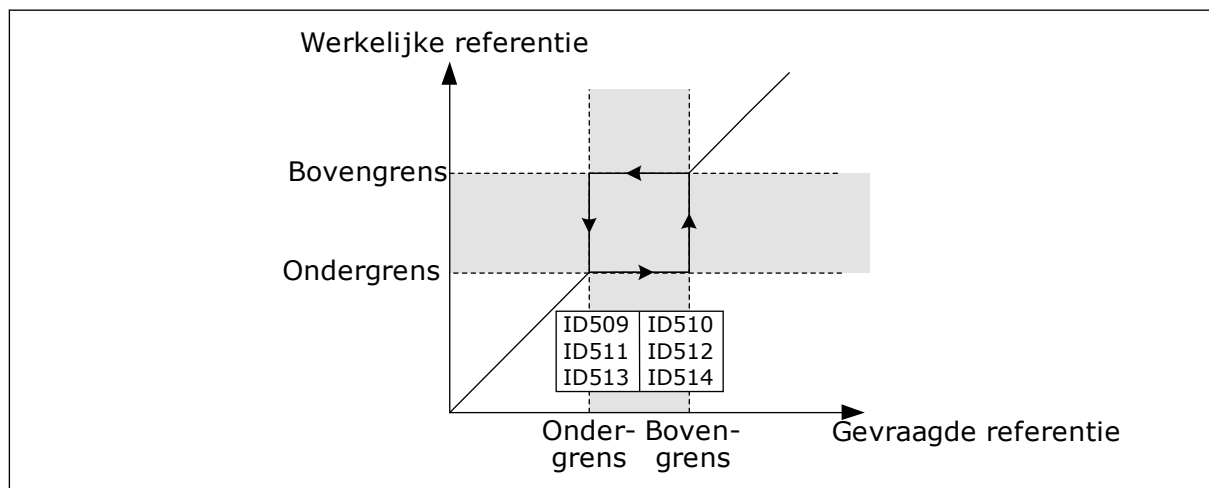 Werkelijke referentie
Bovengrens
Ondergrens
ID509 ID510
ID511 ID512
ID513 ID514
Onder- Boven-
grens grens
Gevraagde referentie